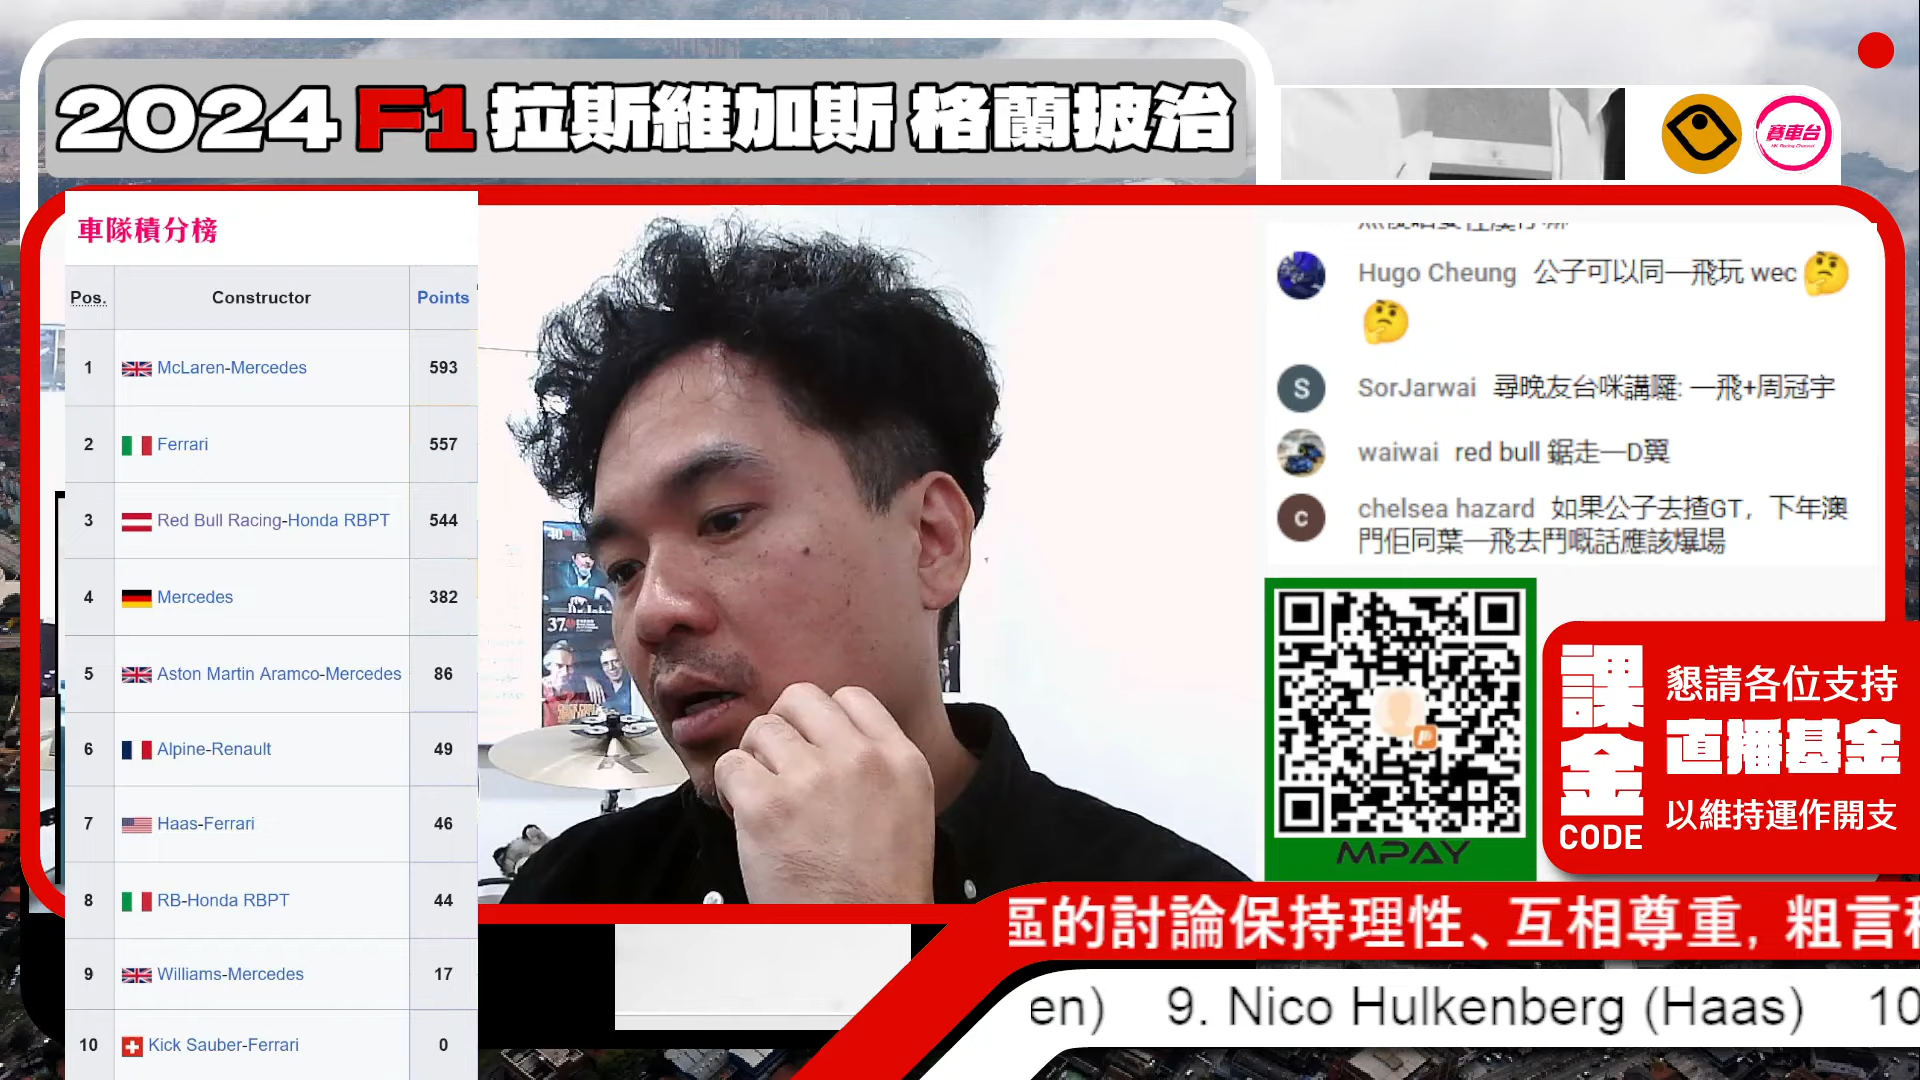 2024 F1 拉斯維加斯 格蘭披治
賽車台
車隊積分榜
Pos. Constructor Points
1 McLaren-Mercedes 593
2 Ferrari 557
3 Red Bull Racing-Honda RBPT 544
4 Mercedes 382
5 Aston Martin Aramco-Mercedes 86
6 Alpine-Renault 49
7 Haas-Ferrari 46
8 RB-Honda RBPT 44
9 Williams-Mercedes 17
10 Kick Sauber-Ferrari 0
40.
37.
Hugo Cheung 公子可以同一飛玩 wec
S SorJarwai 尋晚友台咪講囉: 一飛+周冠宇
waiwai red bull 鋸走一D翼
c chelsea hazard 如果公子去揸GT，下年澳
門佢同葉一飛去鬥嘅話應該爆場
MPAY
課金
CODE
懇請各位支持
直播基金
以維持運作開支
區的討論保持理性、互相尊重，粗言
en) 9. Nico Hulkenberg (Haas) 10